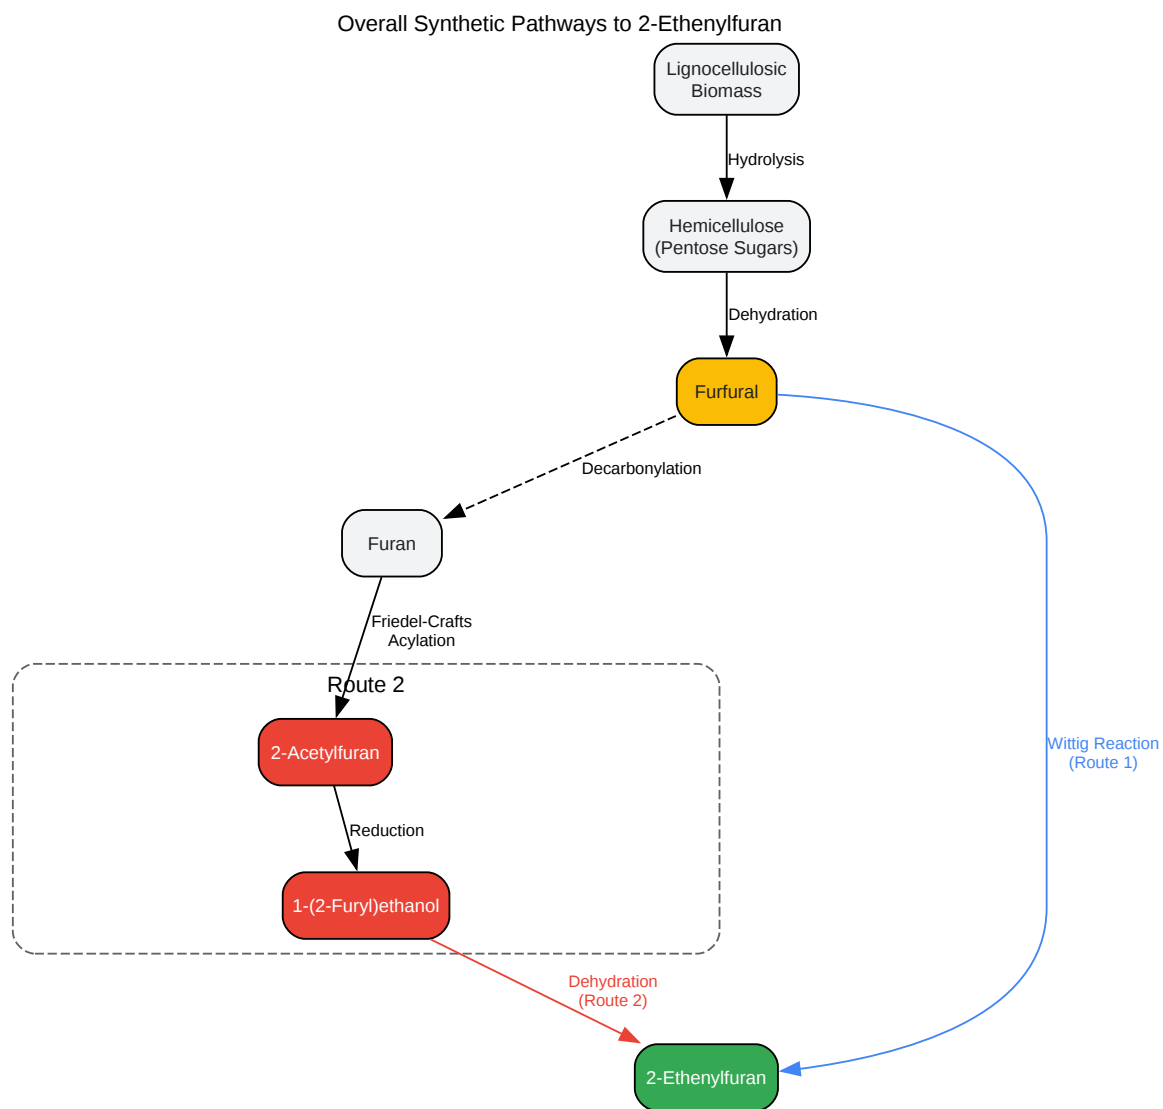 Overall Synthetic Pathways to 2-Ethenylfuran
Lignocellulosic
Biomass
Hydrolysis
Hemicellulose
(Pentose Sugars)
Dehydration
Furfural
Decarbonylation
Furan
Friedel-Crafts
Acylation
Route 2
2-Acetylfuran
Wittig Reaction
(Route 1)
Reduction
1-(2-Furyl)ethanol
Dehydration
(Route 2)
2-Ethenylfuran